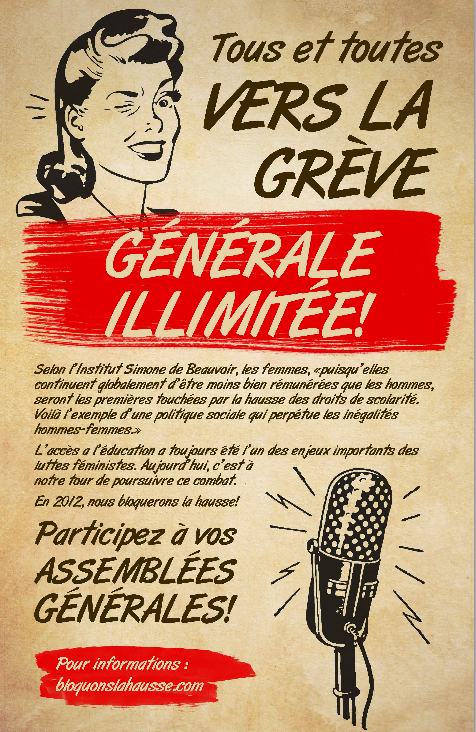 Tous et toutes
VERS LA
GRÈVE
GÉNÉRALE
ILLIMITÉE!
Selon l'Institut Simone de Beauvoir, les femmes, «puisqu'elles
continuent globalement d'être moins bien rémunérées que les hommes,
seront les premières touchées par la hausse des droits de scolarité.
Voilà l'exemple d'une politique sociale qui perpétue les inégalités
hommes-femmes.»
L'accès a l'éducation a toujours été l'un des enjeux importants des
luttes féministes. Aujourd'hui, c'est à
notre tour de poursuivre ce combat.
En 2012, nous bloquerons la hausse!
Participez à vos
ASSEMBLÉES
GÉNÉRALES!
Pour informations :
bloquonslahausse.com